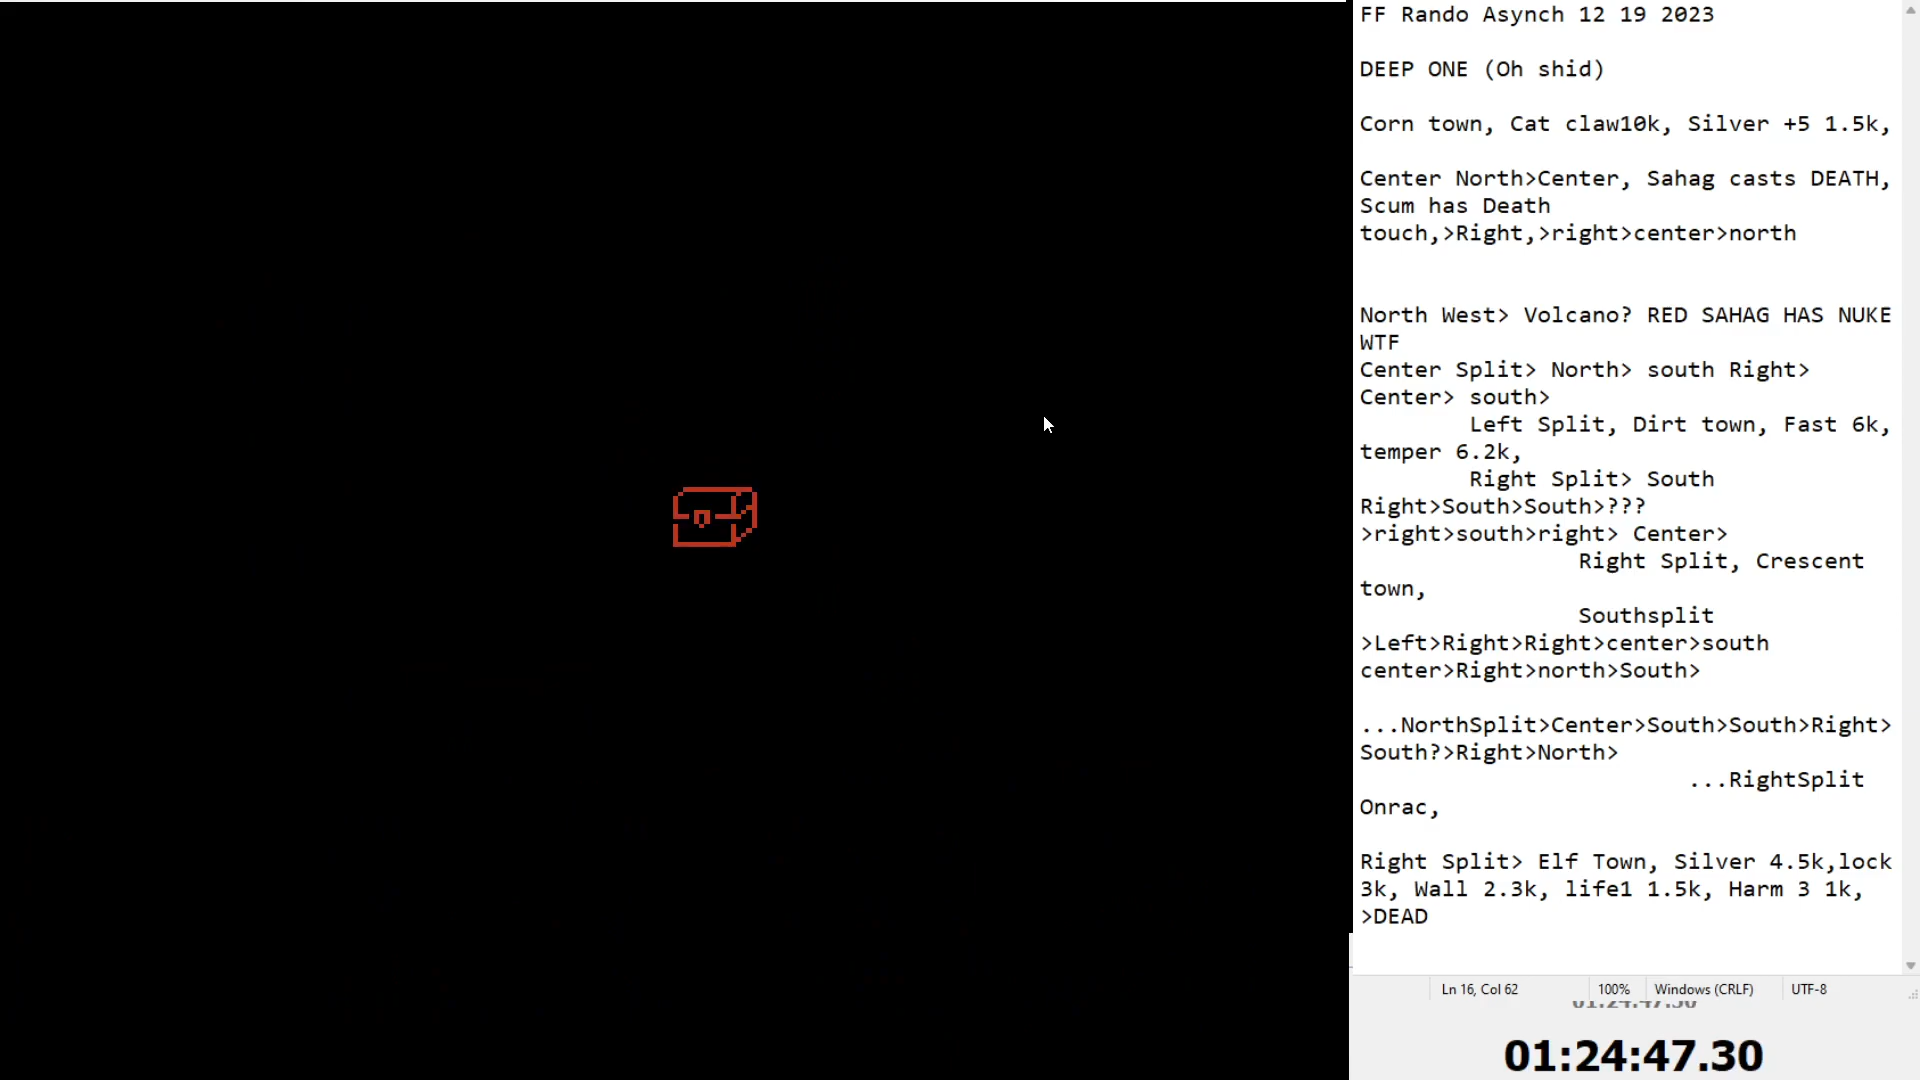 FF Rando Asynch 12 19 2023
DEEP ONE (Oh shid)
Corn town, Cat claw10k, Silver +5 1.5k,
Center North>Center, Sahag casts DEATH,
Scum has Death
touch,>Right,>right>center>north
North West> Volcano? RED SAHAG HAS NUKE
WTF
Center Split> North> south Right>
Center> south>
Left Split, Dirt town, Fast 6k,
temper 6.2k,
Right Split> South
Right>South>South>???
>right>south>right> Center>
Right Split, Crescent
town,
Southsplit
>Left>Right>Right>center>south
center>Right>north>South>
...NorthSplit>Center>South>South>Right>
South?>Right>North>
...RightSplit
Onrac,
Right Split> Elf Town, Silver 4.5k,lock
3k, Wall 2.3k, life1 1.5k, Harm 3 1k,
>DEAD
Ln 16, Col 62 100% Windows (CRLF) UTF-8
01:24:47.30
01:24:47.30